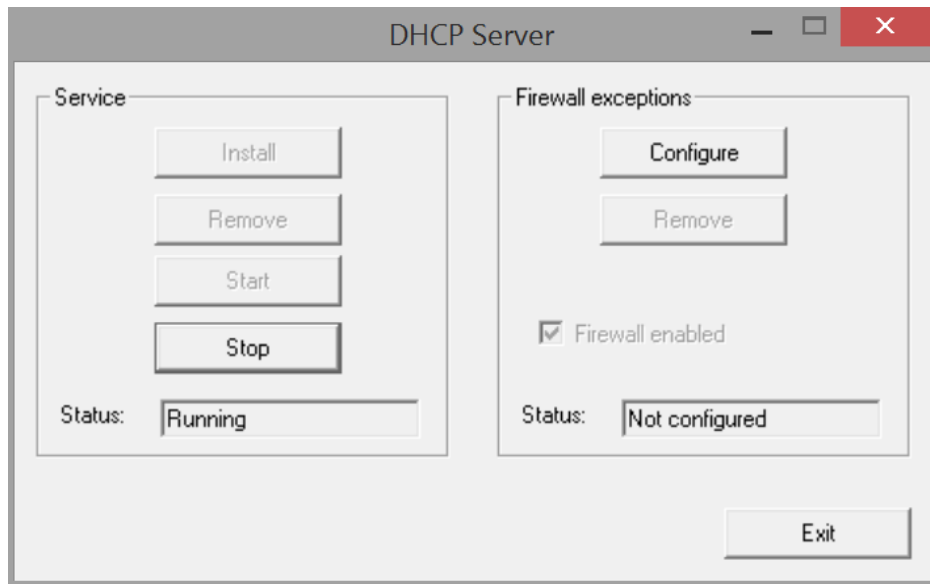 DHCP Server
Service
Install
Remove
Start
Stop
Status: Running
Firewall exceptions
Configure
Remove
Firewall enabled
Status: Not configured
Exit